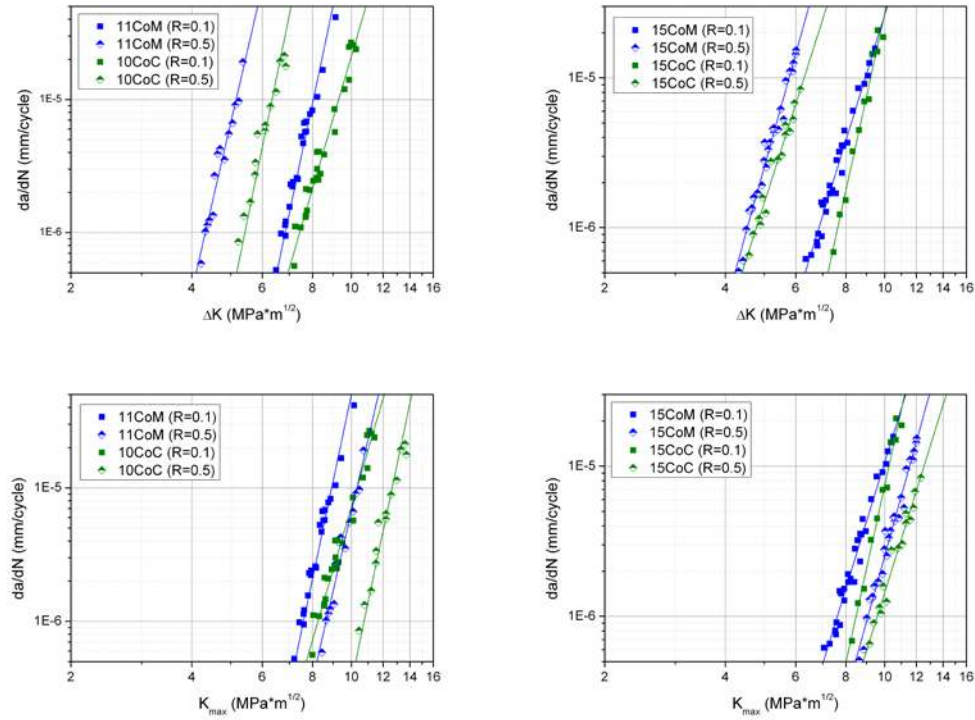 11CoM (R=0.1)
11CoM (R=0.5)
10CoC (R=0.1)
10CoC (R=0.5)
1E-5
1E-6
da/dN (mm/cycle)
2 4 6 8 10 12 14 16
ΔK (MPa*m^1/2)
15CoM (R=0.1)
15CoM (R=0.5)
15CoC (R=0.1)
15CoC (R=0.5)
1E-5
1E-6
da/dN (mm/cycle)
2 4 6 8 10 12 14 16
ΔK (MPa*m^1/2)
11CoM (R=0.1)
11CoM (R=0.5)
10CoC (R=0.1)
10CoC (R=0.5)
1E-5
1E-6
da/dN (mm/cycle)
2 4 6 8 10 12 14 16
K_max (MPa*m^1/2)
15CoM (R=0.1)
15CoM (R=0.5)
15CoC (R=0.1)
15CoC (R=0.5)
1E-5
1E-6
da/dN (mm/cycle)
2 4 6 8 10 12 14 16
K_max (MPa*m^1/2)